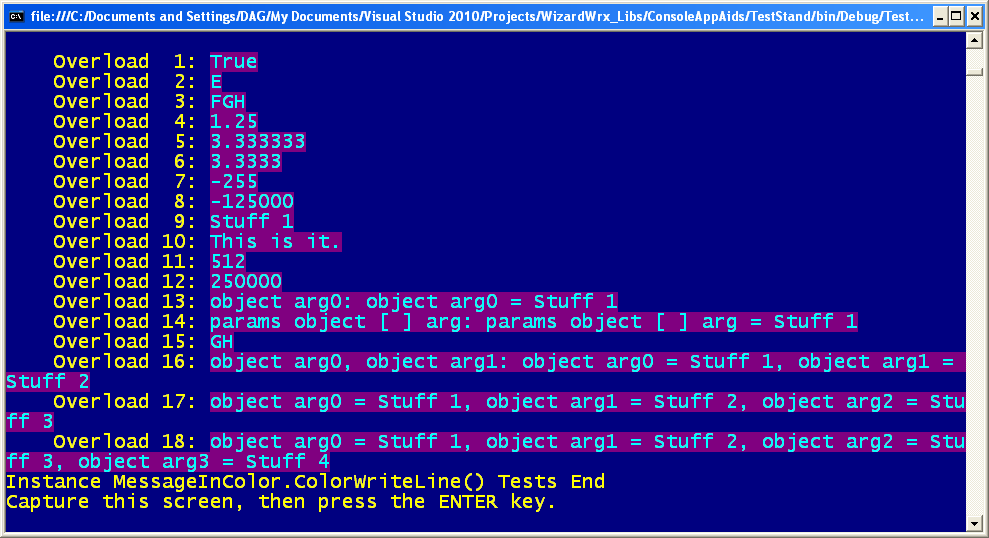 file:///C:/Documents and Settings/DAG/My Documents/Visual Studio 2010/Projects/WizardWrx_Libs/ConsoleAppAids/TestStand/bin/Debug/Test...
Overload  1: True
Overload  2: E
Overload  3: FGH
Overload  4: 1.25
Overload  5: 3.333333
Overload  6: 3.3333
Overload  7: -255
Overload  8: -125000
Overload  9: Stuff 1
Overload 10: This is it.
Overload 11: 512
Overload 12: 250000
Overload 13: object arg0: object arg0 = Stuff 1
Overload 14: params object [ ] arg: params object [ ] arg = Stuff 1
Overload 15: GH
Overload 16: object arg0, object arg1: object arg0 = Stuff 1, object arg1 =
Stuff 2
Overload 17: object arg0 = Stuff 1, object arg1 = Stuff 2, object arg2 = Stu
ff 3
Overload 18: object arg0 = Stuff 1, object arg1 = Stuff 2, object arg2 = Stu
ff 3, object arg3 = Stuff 4
Instance MessageInColor.ColorWriteLine() Tests End
Capture this screen, then press the ENTER key.